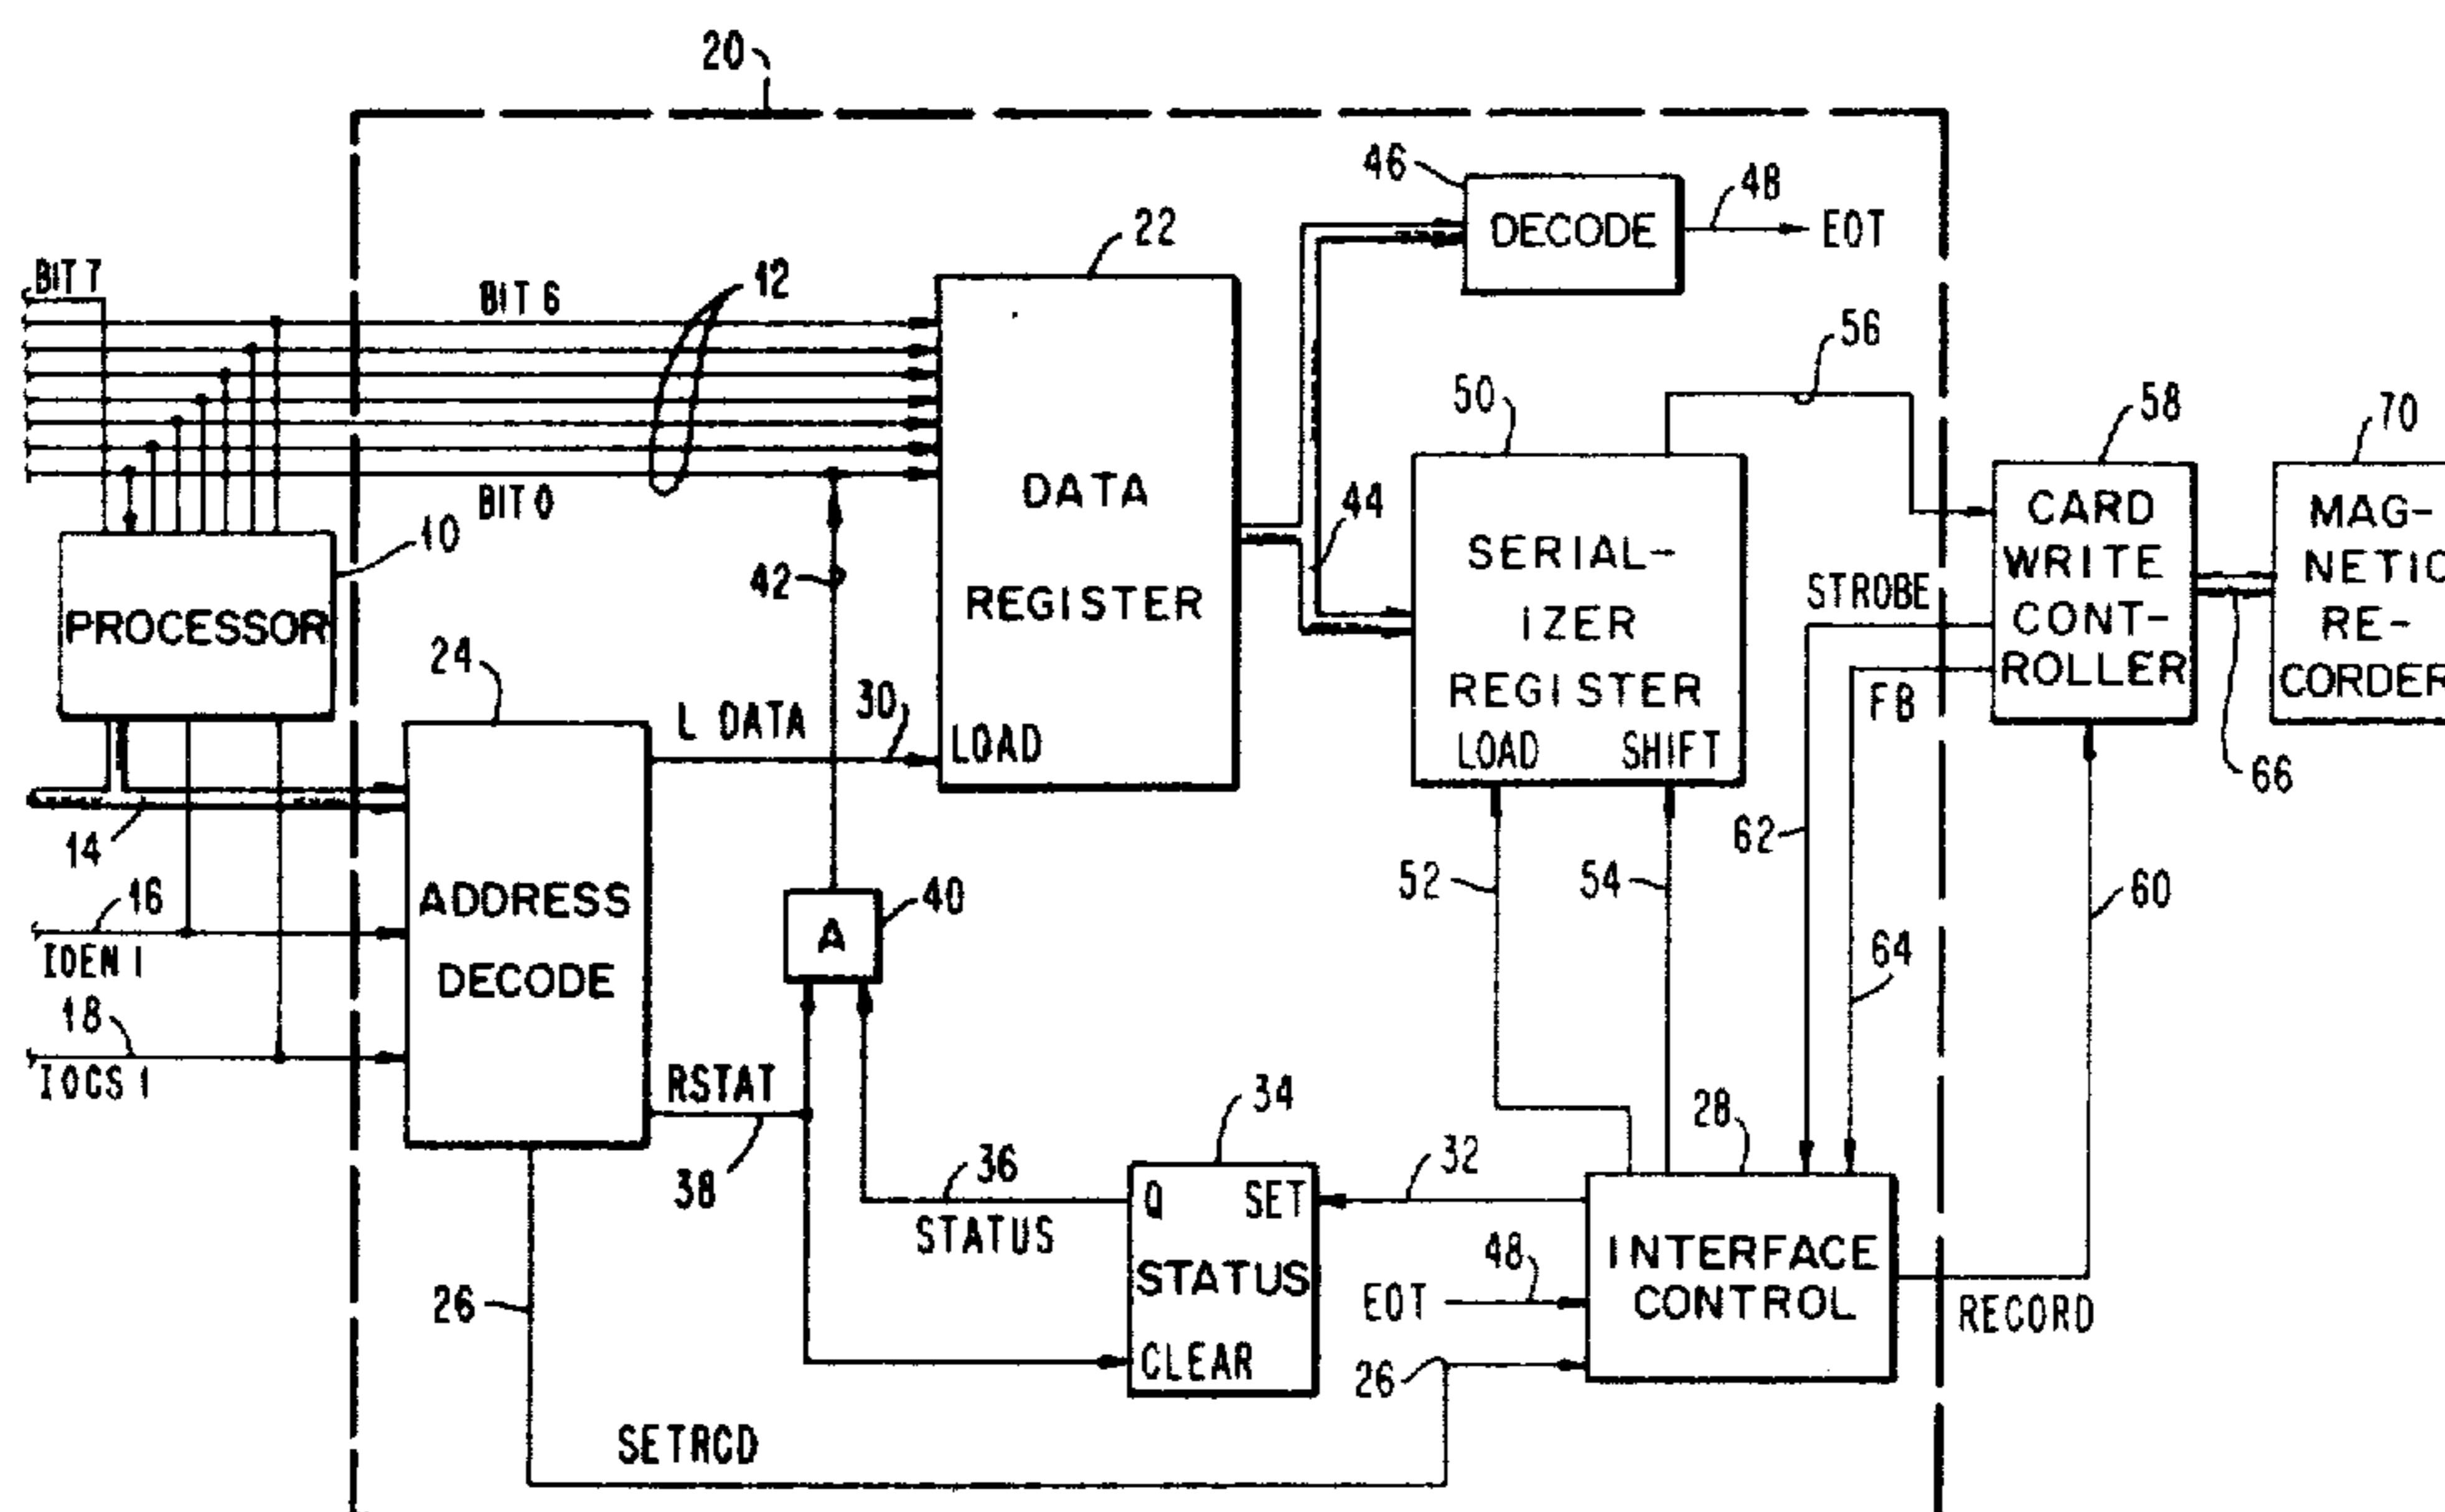 20
46
DECODE
48
EOT
22
BIT 7
BIT 6
12
56
50
58
70
DATA
REGISTER
LOAD
BIT 0
10
PROCESSOR
42
44
SERIAL-
IZER
REGISTER
LOAD SHIFT
STROBE
FB
CARD
WRITE
CONT-
ROLLER
MAG-
NETIC
RE-
CORDER
66
24
L DATA
30
14
16
IDEN 1
18
IOCS 1
ADDRESS
DECODE
A
40
52
54
62
64
60
RSTAT
38
36
STATUS
34
32
28
Q SET
STATUS
CLEAR
48
EOT
26
INTERFACE
CONTROL
RECORD
26
SETRCD